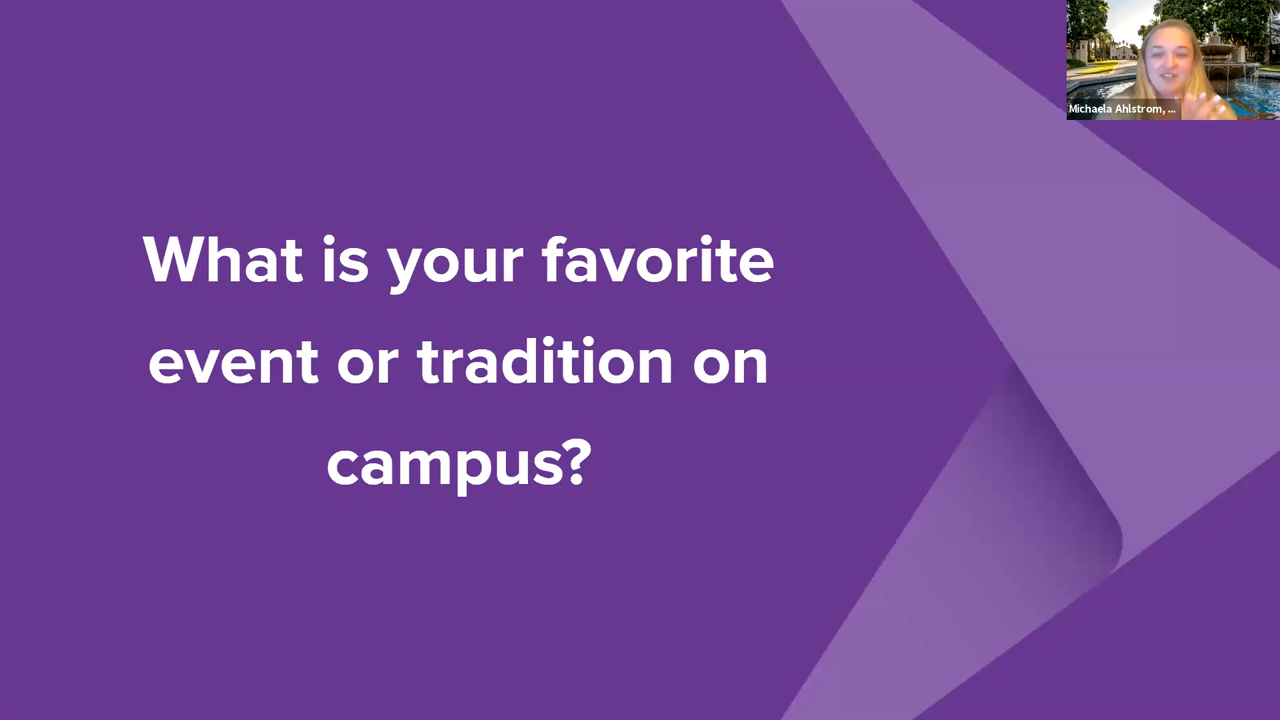 Michaela Ahlstrom, ...
What is your favorite
event or tradition on
campus?